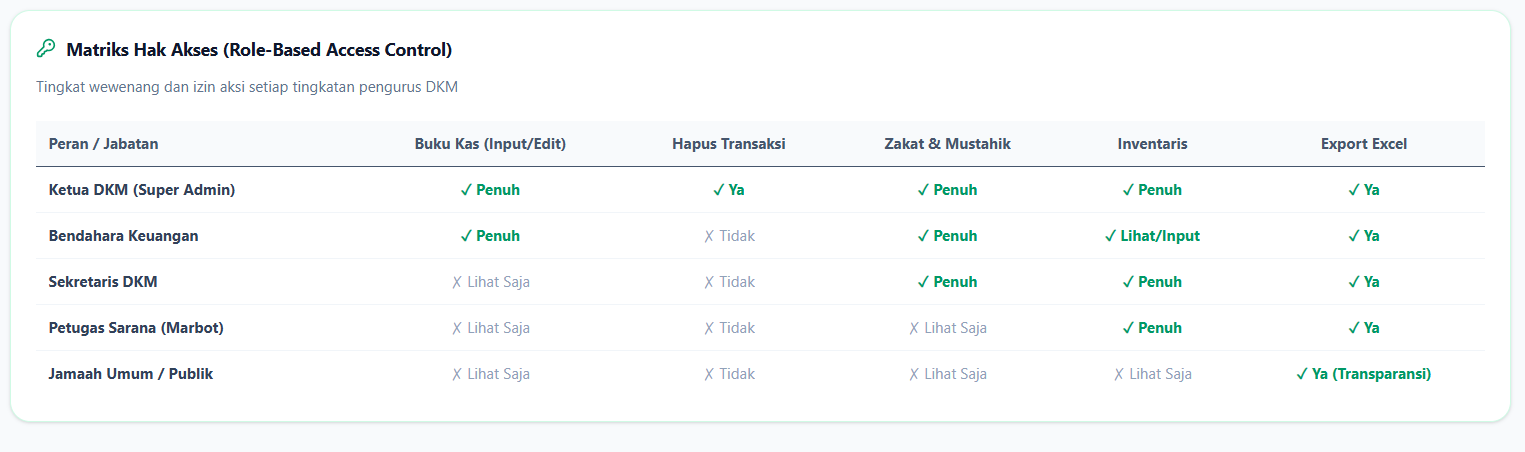 Matriks Hak Akses (Role-Based Access Control)
Tingkat wewenang dan izin aksi setiap tingkatan pengurus DKM
Peran / Jabatan Buku Kas (Input/Edit) Hapus Transaksi Zakat & Mustahik Inventaris Export Excel
Ketua DKM (Super Admin) ✓ Penuh ✓ Ya ✓ Penuh ✓ Penuh ✓ Ya
Bendahara Keuangan ✓ Penuh ✗ Tidak ✓ Penuh ✓ Lihat/Input ✓ Ya
Sekretaris DKM ✗ Lihat Saja ✗ Tidak ✓ Penuh ✓ Penuh ✓ Ya
Petugas Sarana (Marbot) ✗ Lihat Saja ✗ Tidak ✗ Lihat Saja ✓ Penuh ✓ Ya
Jamaah Umum / Publik ✗ Lihat Saja ✗ Tidak ✗ Lihat Saja ✗ Lihat Saja ✓ Ya (Transparansi)